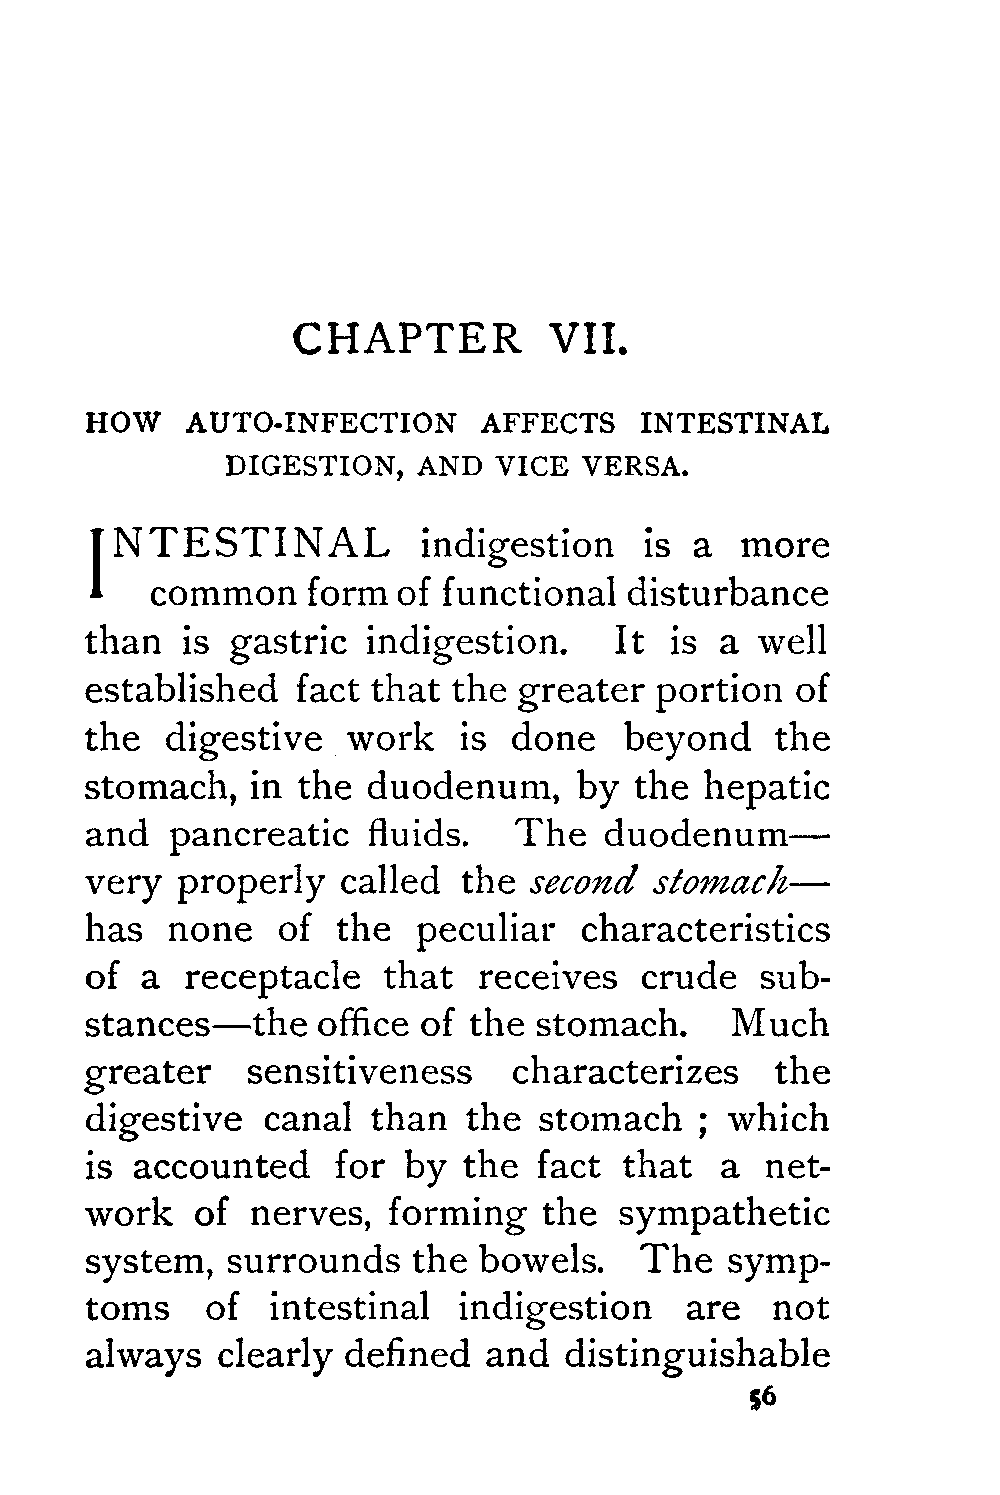 CHAPTER VII.
HOW AUTO-INFECTION AFFECTS INTESTINAL
DIGESTION, AND VICE VERSA.
INTESTINAL indigestion is a more
common form of functional disturbance
than is gastric indigestion. It is a well
established fact that the greater portion of
the digestive work is done beyond the
stomach, in the duodenum, by the hepatic
and pancreatic fluids. The duodenum—
very properly called the second stomach—
has none of the peculiar characteristics
of a receptacle that receives crude sub-
stances—the office of the stomach. Much
greater sensitiveness characterizes the
digestive canal than the stomach ; which
is accounted for by the fact that a net-
work of nerves, forming the sympathetic
system, surrounds the bowels. The symp-
toms of intestinal indigestion are not
always clearly defined and distinguishable
56